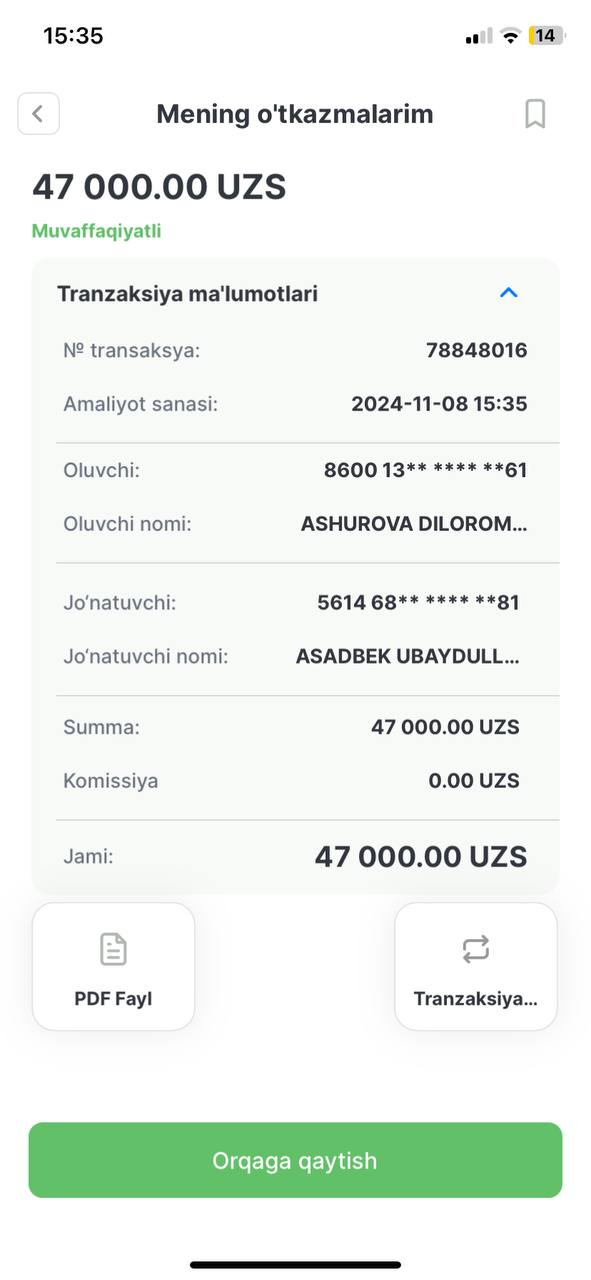 15:35
14
Mening o'tkazmalarim
47 000.00 UZS
Muvaffaqiyatli
Tranzaksiya ma'lumotlari
№ transaksya: 78848016
Amaliyot sanasi: 2024-11-08 15:35
Oluvchi: 8600 13** **** **61
Oluvchi nomi: ASHUROVA DILOROM...
Jo‘natuvchi: 5614 68** **** **81
Jo‘natuvchi nomi: ASADBEK UBAYDULL...
Summa: 47 000.00 UZS
Komissiya 0.00 UZS
Jami: 47 000.00 UZS
PDF Fayl
Tranzaksiya...
Orqaga qaytish